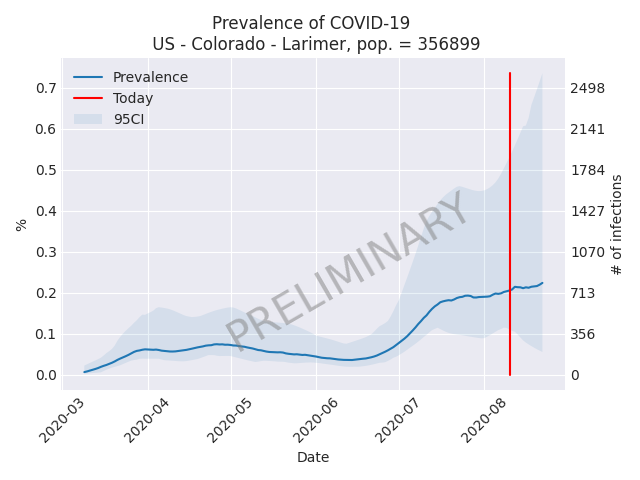 Prevalence of COVID-19
US - Colorado - Larimer, pop. = 356899
Prevalence
Today
95CI
0.7
0.6
0.5
0.4
0.3
0.2
0.1
0.0
%
2498
2141
1784
1427
1070
713
356
0
# of infections
PRELIMINARY
2020-03
2020-04
2020-05
2020-06
2020-07
2020-08
Date